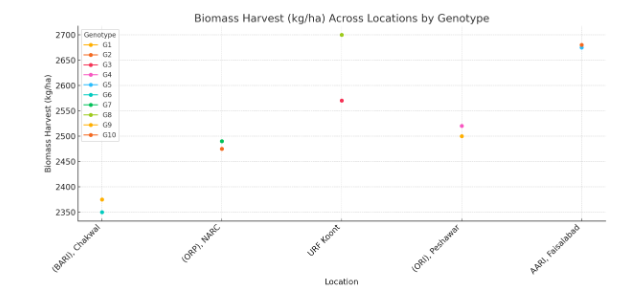 Biomass Harvest (kg/ha) Across Locations by Genotype
Biomass Harvest (kg/ha)
2700
2650
2600
2550
2500
2450
2400
2350
Genotype
G1
G2
G3
G4
G5
G6
G7
G8
G9
G10
(BARI), Chakwal
(ORP), NARC
URF Koont
(ORI), Peshawar
AARI, Faisalabad
Location